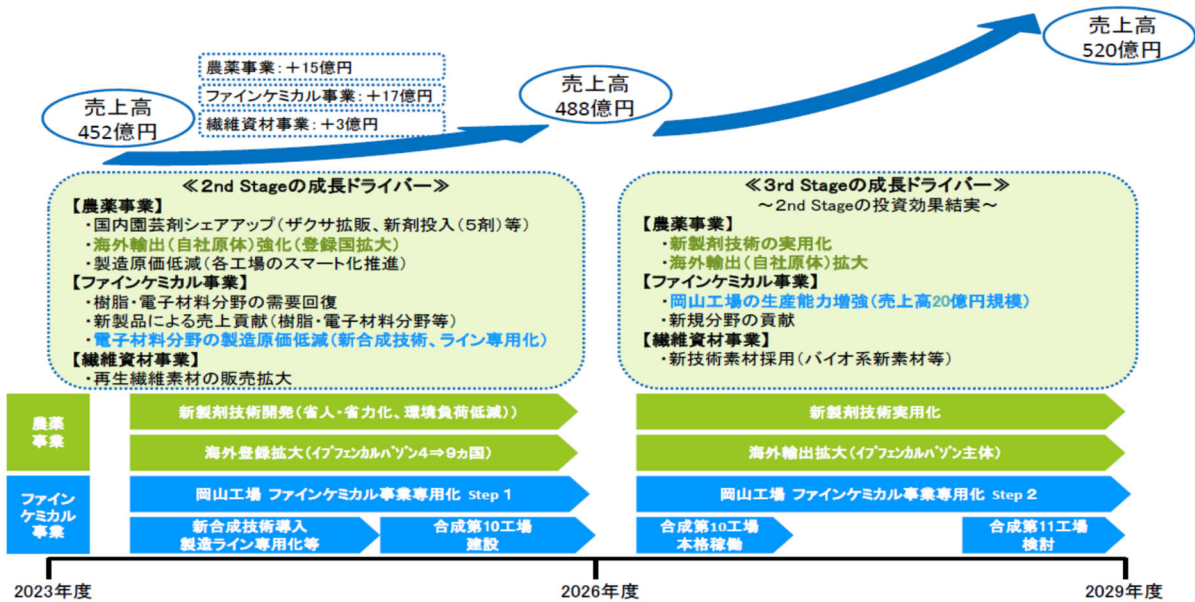 売上高
520億円
農薬事業：＋15億円
ファインケミカル事業：＋17億円
繊維資材事業：＋3億円
売上高
452億円
売上高
488億円
≪2nd Stageの成長ドライバー≫
【農薬事業】
・国内園芸剤シェアアップ（ザクサ拡販、新剤投入（5剤）等）
・海外輸出（自社原体）強化（登録国拡大）
・製造原価低減（各工場のスマート化推進）
【ファインケミカル事業】
・樹脂・電子材料分野の需要回復
・新製品による売上貢献（樹脂・電子材料分野等）
・電子材料分野の製造原価低減（新合成技術、ライン専用化）
【繊維資材事業】
・再生繊維素材の販売拡大
≪3rd Stageの成長ドライバー≫
～2nd Stageの投資効果結実～
【農薬事業】
・新製剤技術の実用化
・海外輸出（自社原体）拡大
【ファインケミカル事業】
・岡山工場の生産能力増強（売上高20億円規模）
・新規分野の貢献
【繊維資材事業】
・新技術素材採用（バイオ系新素材等）
農薬
事業
新製剤技術開発（省人・省力化、環境負荷低減））
新製剤技術実用化
海外登録拡大（イプフェンカルバゾン4⇒9ヵ国）
海外輸出拡大（イプフェンカルバゾン主体）
ファイン
ケミカル
事業
岡山工場 ファインケミカル事業専用化 Step 1
岡山工場 ファインケミカル事業専用化 Step 2
新合成技術導入
製造ライン専用化等
合成第10工場
建設
合成第10工場
本格稼働
合成第11工場
検討
2023年度
2026年度
2029年度